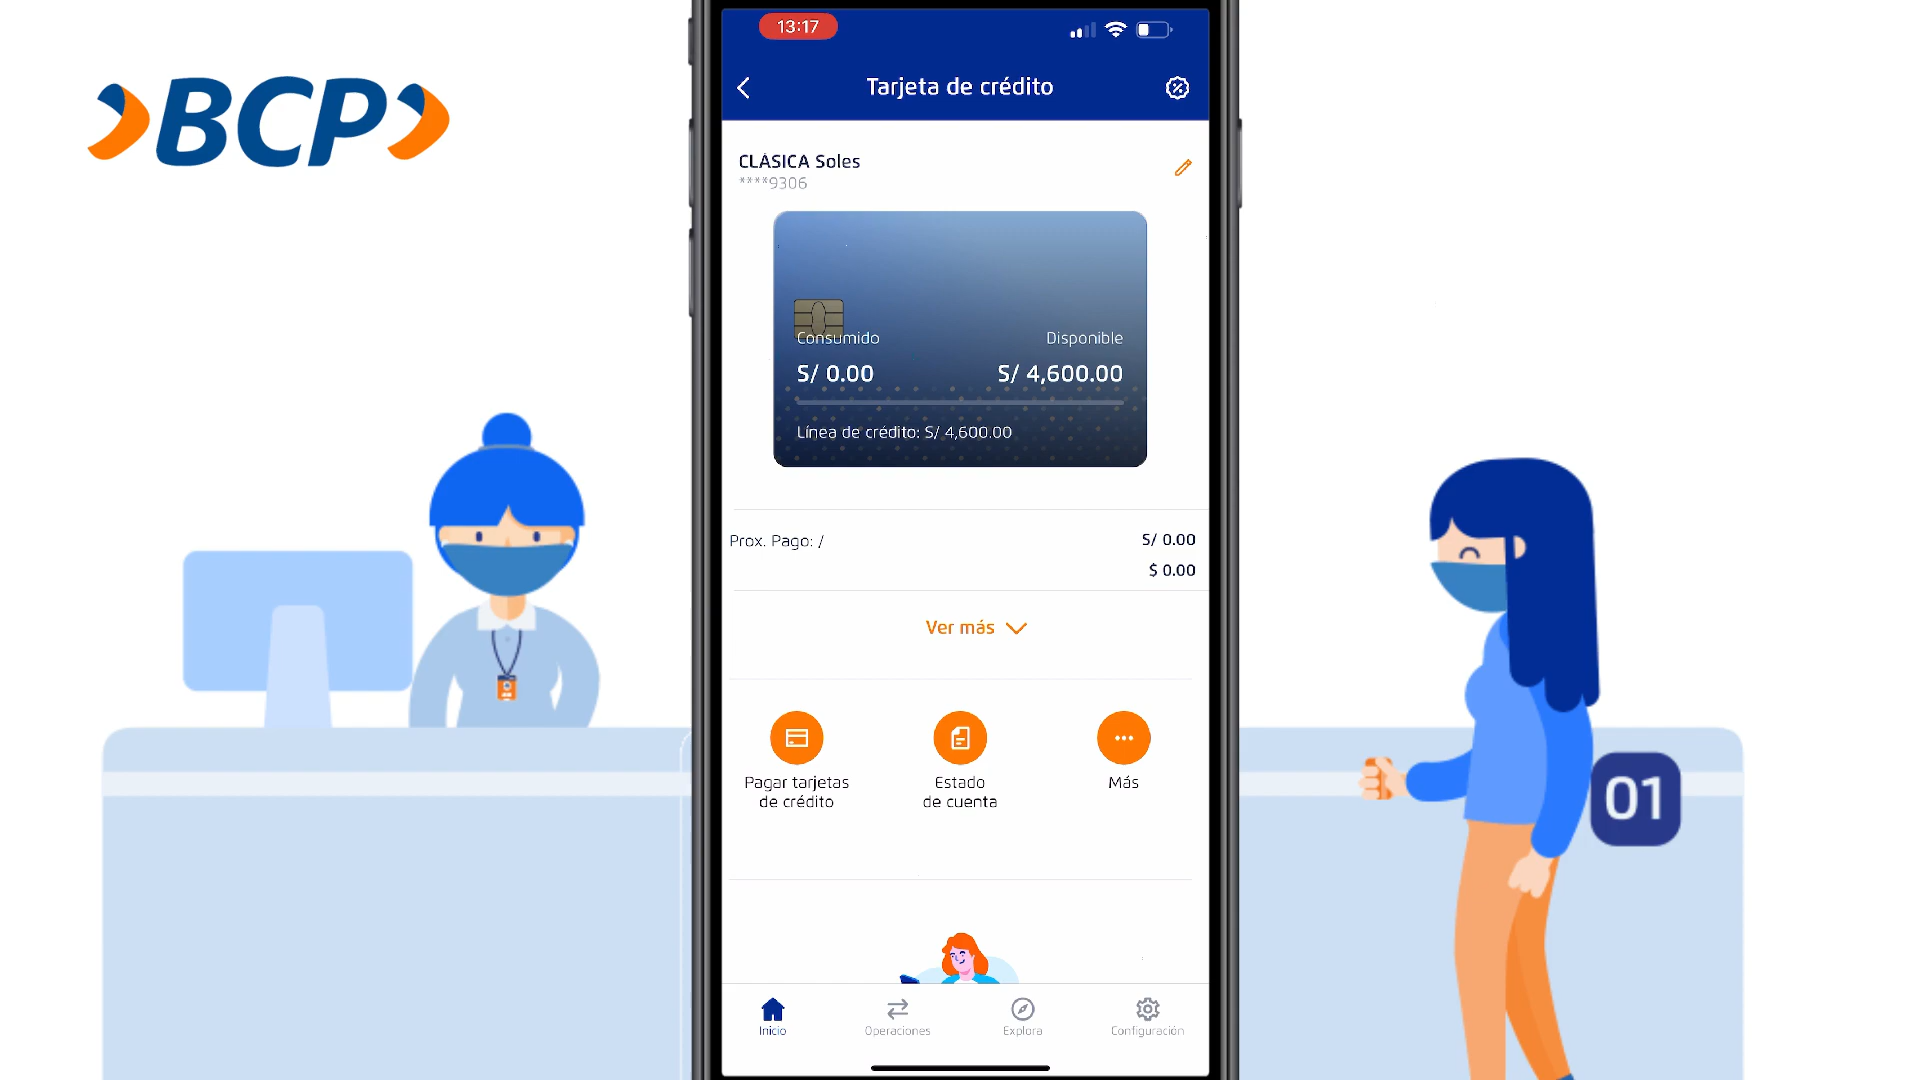 BCP
13:17
Tarjeta de crédito
CLÁSICA Soles
****9306
Consumido
Disponible
S/ 0.00
S/ 4,600.00
Línea de crédito: S/ 4,600.00
Prox. Pago: /
S/ 0.00
$ 0.00
Ver más
Pagar tarjetas
de crédito
Estado
de cuenta
Más
01
Inicio
Operaciones
Explora
Configuración